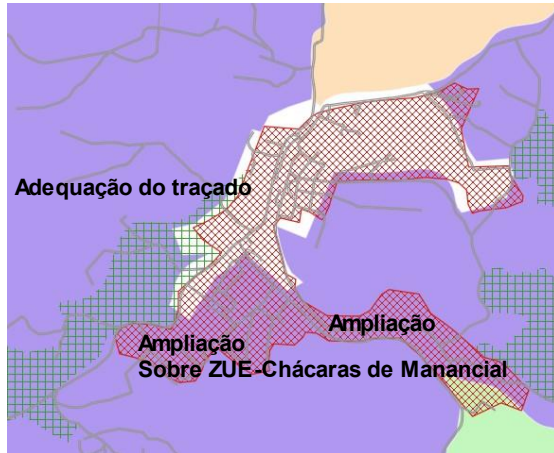 Adequação do traçado
Ampliação
Ampliação
Sobre ZUE-Chácaras de Manancial